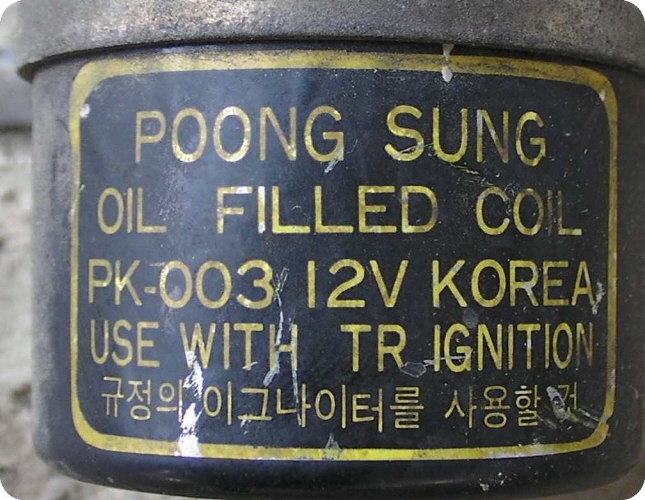 POONG SUNG
OIL FILLED COIL
PK-003 12V KOREA
USE WITH TR IGNITION
규정의 이그나이터를 사용할 것